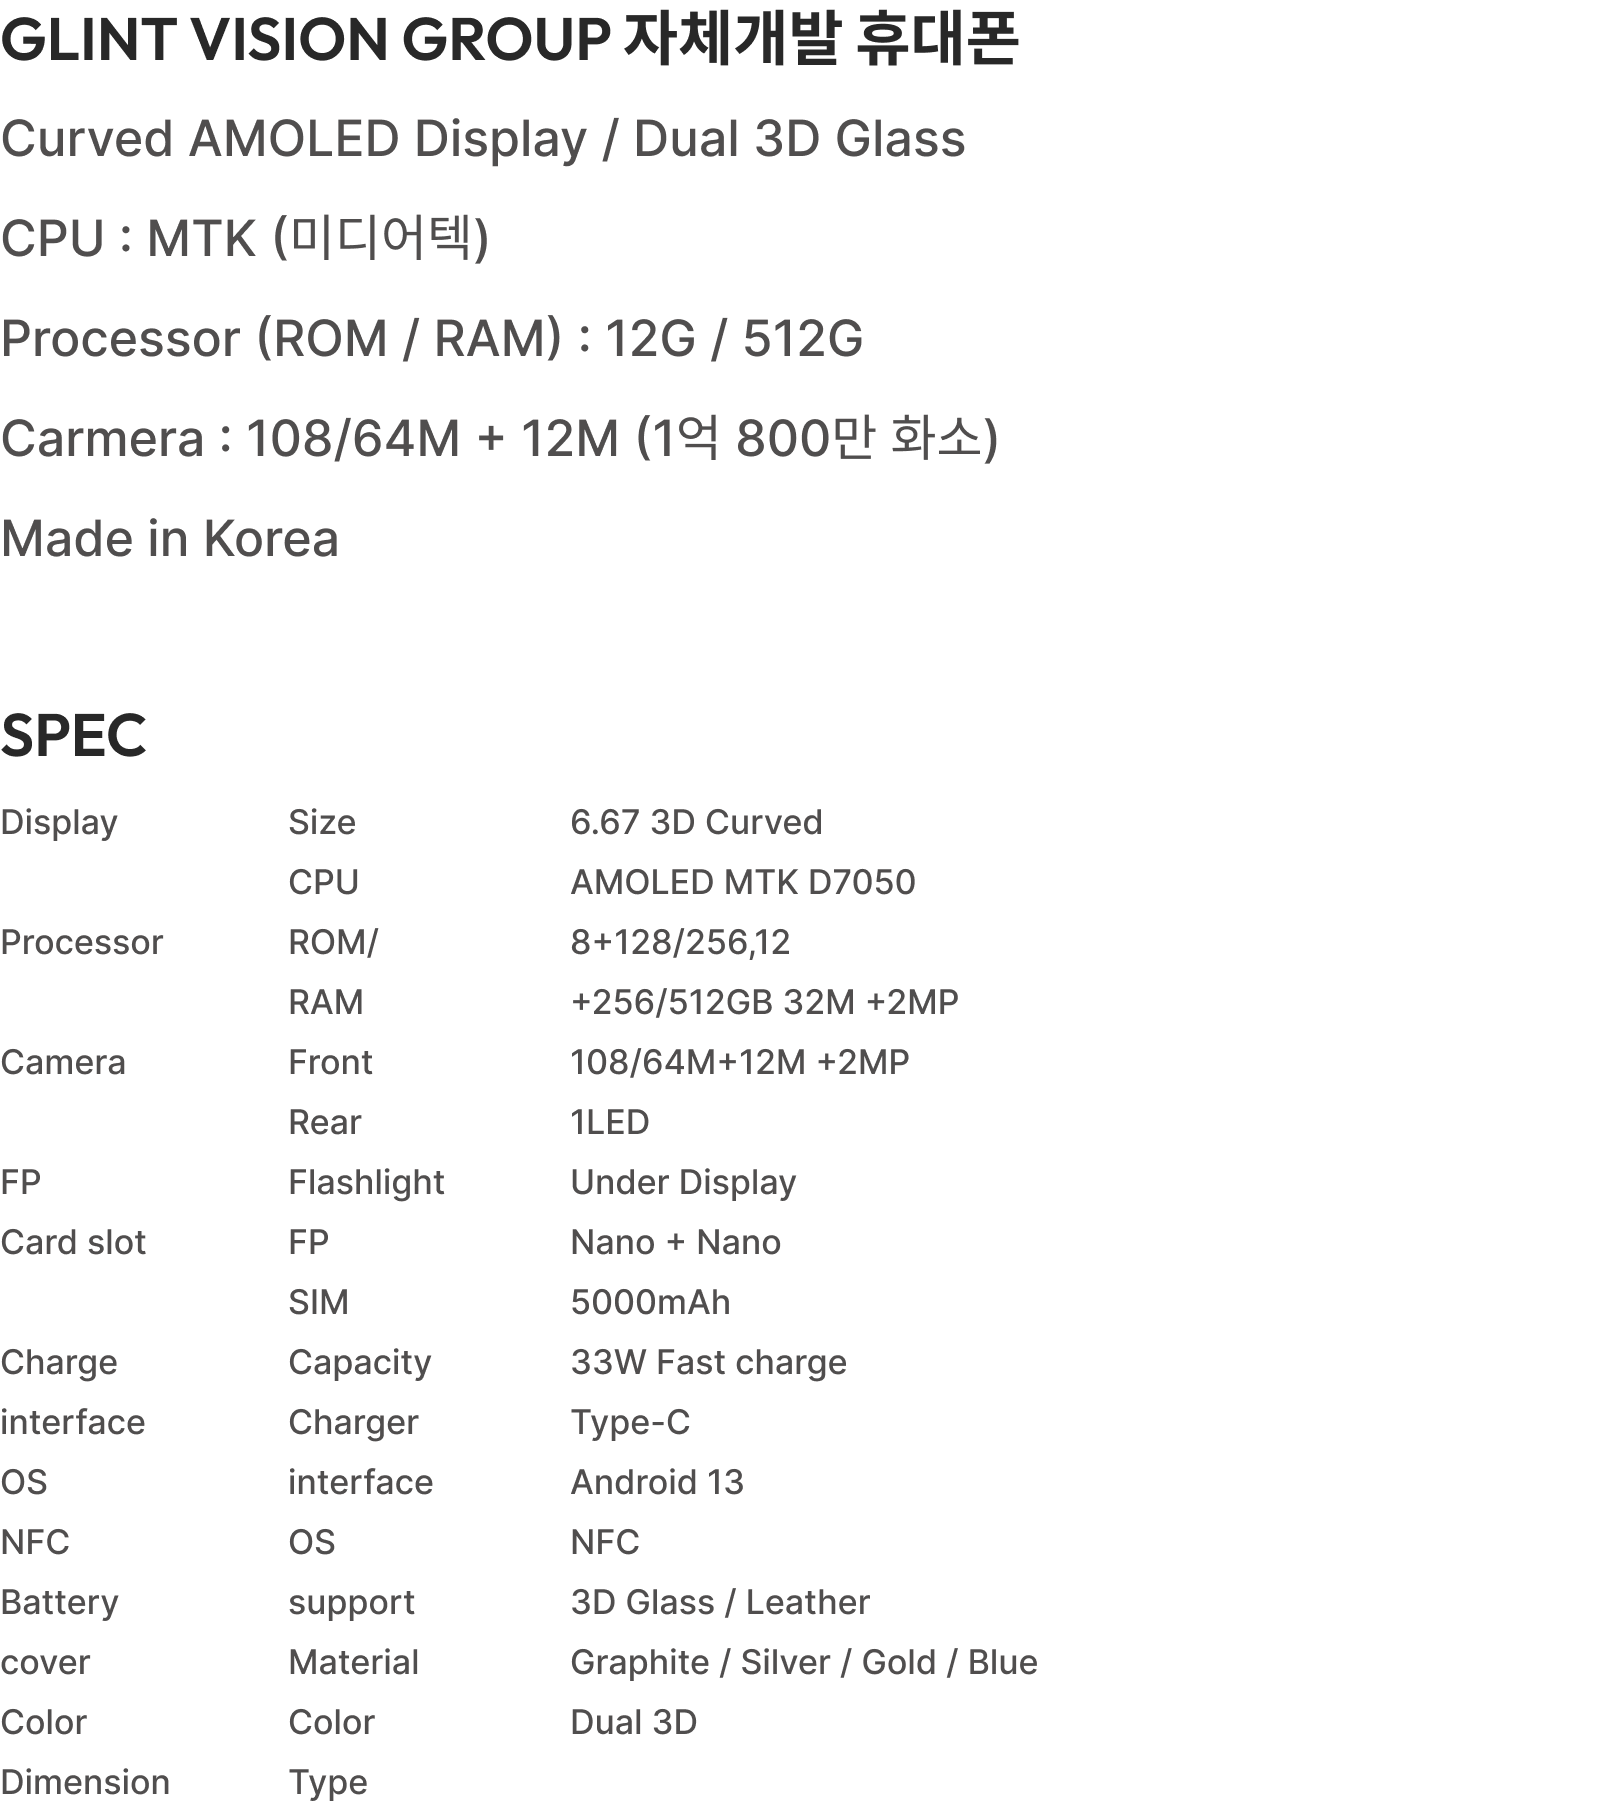 GLINT VISION GROUP 자체개발 휴대폰
Curved AMOLED Display / Dual 3D Glass
CPU : MTK (미디어텍)
Processor (ROM / RAM) : 12G / 512G
Carmera : 108/64M + 12M (1억 800만 화소)
Made in Korea
SPEC
Display Size 6.67 3D Curved
CPU AMOLED MTK D7050
Processor ROM/ 8+128/256,12
RAM +256/512GB 32M +2MP
Camera Front 108/64M+12M +2MP
Rear 1LED
FP Flashlight Under Display
Card slot FP Nano + Nano
SIM 5000mAh
Charge Capacity 33W Fast charge
interface Charger Type-C
OS interface Android 13
NFC OS NFC
Battery support 3D Glass / Leather
cover Material Graphite / Silver / Gold / Blue
Color Color Dual 3D
Dimension Type